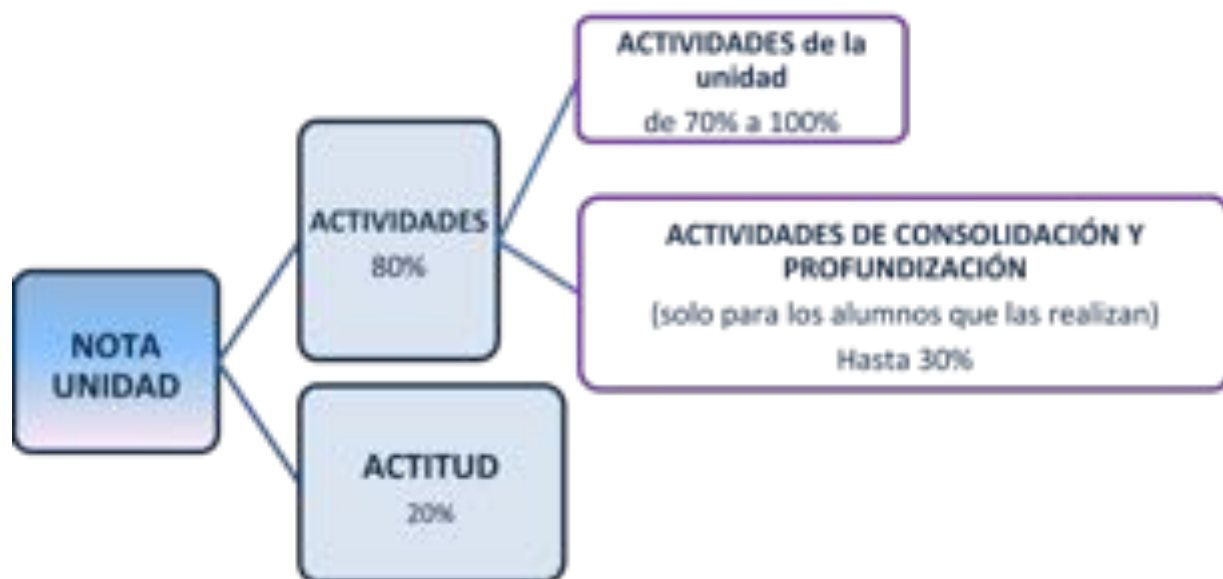 ACTIVIDADES de la
unidad
de 70% a 100%
ACTIVIDADES
80%
ACTIVIDADES DE CONSOLIDACIÓN Y
PROFUNDIZACIÓN
(solo para los alumnos que las realizan)
Hasta 30%
NOTA
UNIDAD
ACTITUD
20%